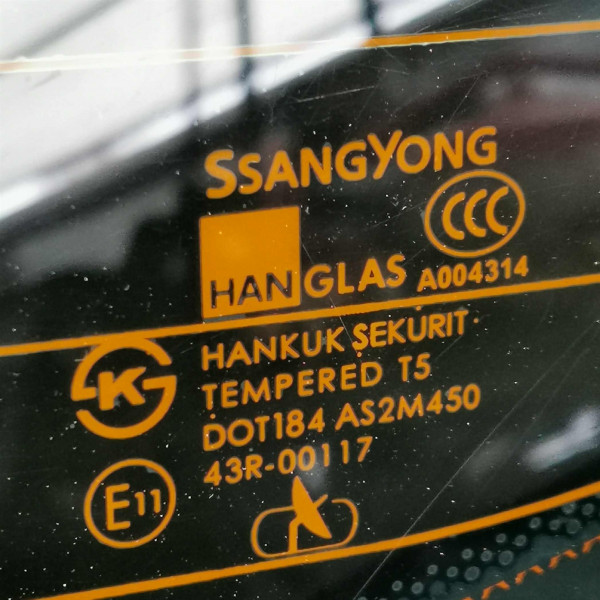 SSANGYONG
CCC
HANGLAS A004314
HANKUK SEKURIT
K
TEMPERED T5
DOT184 AS2M450
43R-00117
E11